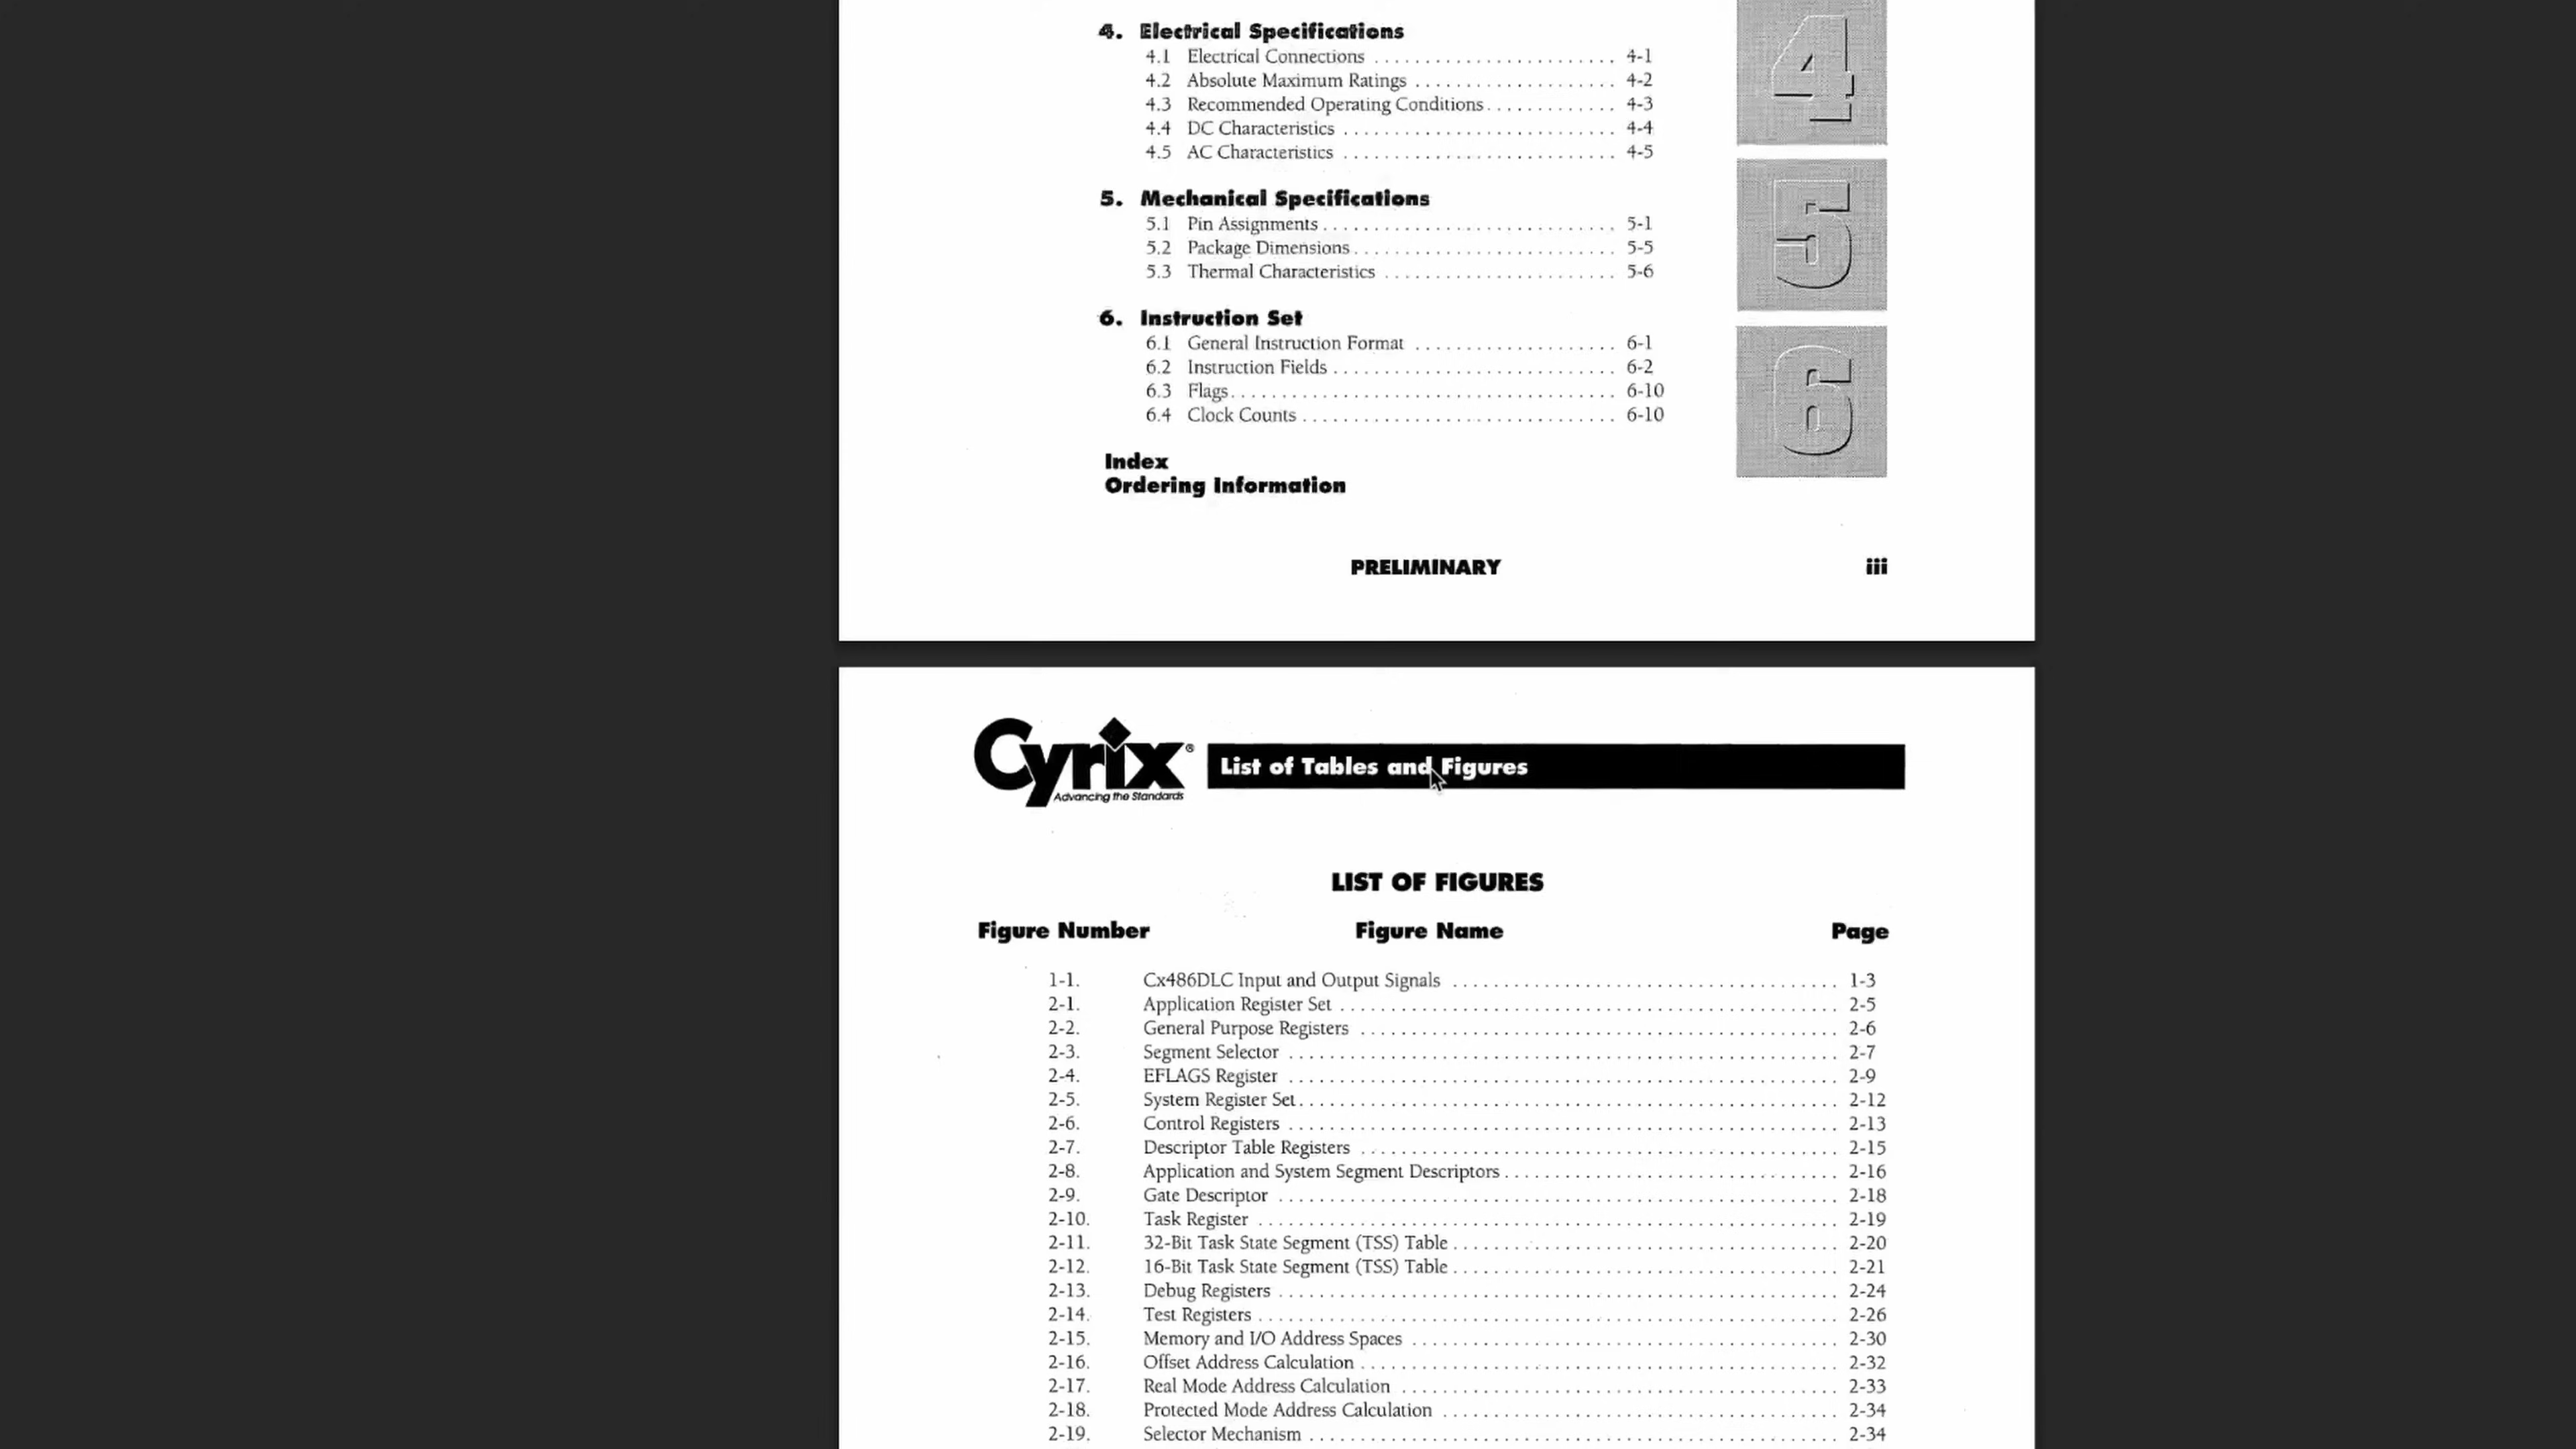 4. Electrical Specifications
4.1 Electrical Connections . . . . . . . . . . . . . . . . . . . . . . . . 4-1
4.2 Absolute Maximum Ratings . . . . . . . . . . . . . . . . . . . . 4-2
4.3 Recommended Operating Conditions . . . . . . . . . . . . . 4-3
4.4 DC Characteristics . . . . . . . . . . . . . . . . . . . . . . . . . . . 4-4
4.5 AC Characteristics . . . . . . . . . . . . . . . . . . . . . . . . . . . 4-5
4
5. Mechanical Specifications
5.1 Pin Assignments . . . . . . . . . . . . . . . . . . . . . . . . . . . . . 5-1
5.2 Package Dimensions . . . . . . . . . . . . . . . . . . . . . . . . . . 5-5
5.3 Thermal Characteristics . . . . . . . . . . . . . . . . . . . . . . . 5-6
5
6. Instruction Set
6.1 General Instruction Format . . . . . . . . . . . . . . . . . . . . 6-1
6.2 Instruction Fields . . . . . . . . . . . . . . . . . . . . . . . . . . . . 6-2
6.3 Flags . . . . . . . . . . . . . . . . . . . . . . . . . . . . . . . . . . . . . . 6-10
6.4 Clock Counts . . . . . . . . . . . . . . . . . . . . . . . . . . . . . . . 6-10
6
Index
Ordering Information
PRELIMINARY iii
Cyrix®
Advancing the Standards
List of Tables and Figures
LIST OF FIGURES
Figure Number Figure Name Page
1-1. Cx486DLC Input and Output Signals . . . . . . . . . . . . . . . . . . . . 1-3
2-1. Application Register Set . . . . . . . . . . . . . . . . . . . . 2-5
2-2. General Purpose Registers . . . . . . . . . . . . . . . . . . . . 2-6
2-3. Segment Selector . . . . . . . . . . . . . . . . . . . . 2-7
2-4. EFLAGS Register . . . . . . . . . . . . . . . . . . . . 2-9
2-5. System Register Set . . . . . . . . . . . . . . . . . . . . 2-12
2-6. Control Registers . . . . . . . . . . . . . . . . . . . . 2-13
2-7. Descriptor Table Registers . . . . . . . . . . . . . . . . . . . . 2-15
2-8. Application and System Segment Descriptors . . . . . . . . . . . . . . . . . . . . 2-16
2-9. Gate Descriptor . . . . . . . . . . . . . . . . . . . . 2-18
2-10. Task Register . . . . . . . . . . . . . . . . . . . . 2-19
2-11. 32-Bit Task State Segment (TSS) Table . . . . . . . . . . . . . . . . . . . . 2-20
2-12. 16-Bit Task State Segment (TSS) Table . . . . . . . . . . . . . . . . . . . . 2-21
2-13. Debug Registers . . . . . . . . . . . . . . . . . . . . 2-24
2-14. Test Registers . . . . . . . . . . . . . . . . . . . . 2-26
2-15. Memory and I/O Address Spaces . . . . . . . . . . . . . . . . . . . . 2-30
2-16. Offset Address Calculation . . . . . . . . . . . . . . . . . . . . 2-32
2-17. Real Mode Address Calculation . . . . . . . . . . . . . . . . . . . . 2-33
2-18. Protected Mode Address Calculation . . . . . . . . . . . . . . . . . . . . 2-34
2-19. Selector Mechanism . . . . . . . . . . . . . . . . . . . . 2-34